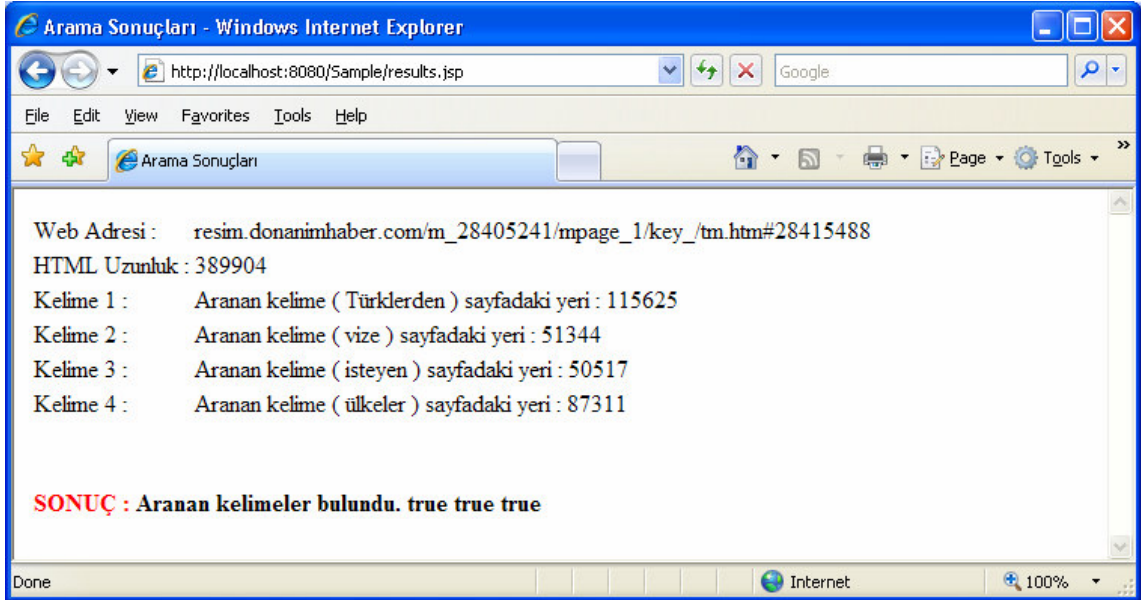 Arama Sonuçları - Windows Internet Explorer
http://localhost:8080/Sample/results.jsp
Google
File Edit View Favorites Tools Help
Arama Sonuçları
Page Tools
Web Adresi : resim.donanimhaber.com/m_28405241/mpage_1/key_/tm.htm#28415488
HTML Uzunluk : 389904
Kelime 1 : Aranan kelime ( Türklerden ) sayfadaki yeri : 115625
Kelime 2 : Aranan kelime ( vize ) sayfadaki yeri : 51344
Kelime 3 : Aranan kelime ( isteyen ) sayfadaki yeri : 50517
Kelime 4 : Aranan kelime ( ülkeler ) sayfadaki yeri : 87311
SONUÇ : Aranan kelimeler bulundu. true true true
Done Internet 100%